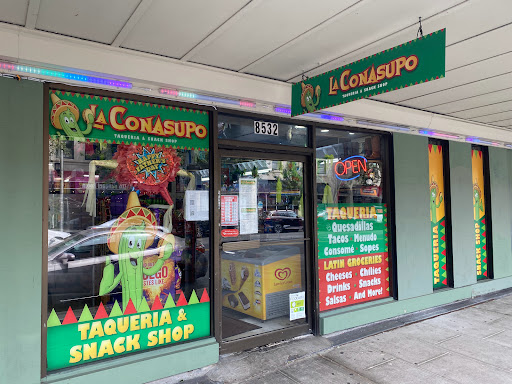 La Conasupo
TAQUERIA & SNACK SHOP
La Conasupo
TAQUERIA & SNACK SHOP
8532
OPEN
TAQUERIA
Quesadillas
Tacos Menudo
Consomé Sopes
LATIN GROCERIES
Cheeses Chilies
Drinks Snacks
Salsas And More!
TAQUERIA &
SNACK SHOP
TAQUERIA
SNACK SHOP